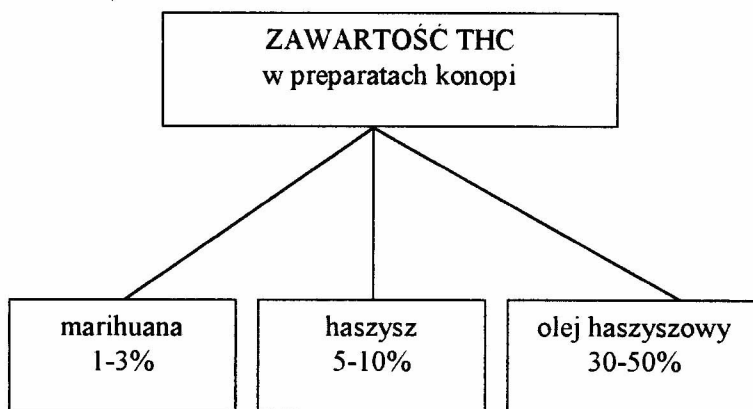 ZAWARTOŚĆ THC
w preparatach konopi
marihuana
1-3%
haszysz
5-10%
olej haszyszowy
30-50%